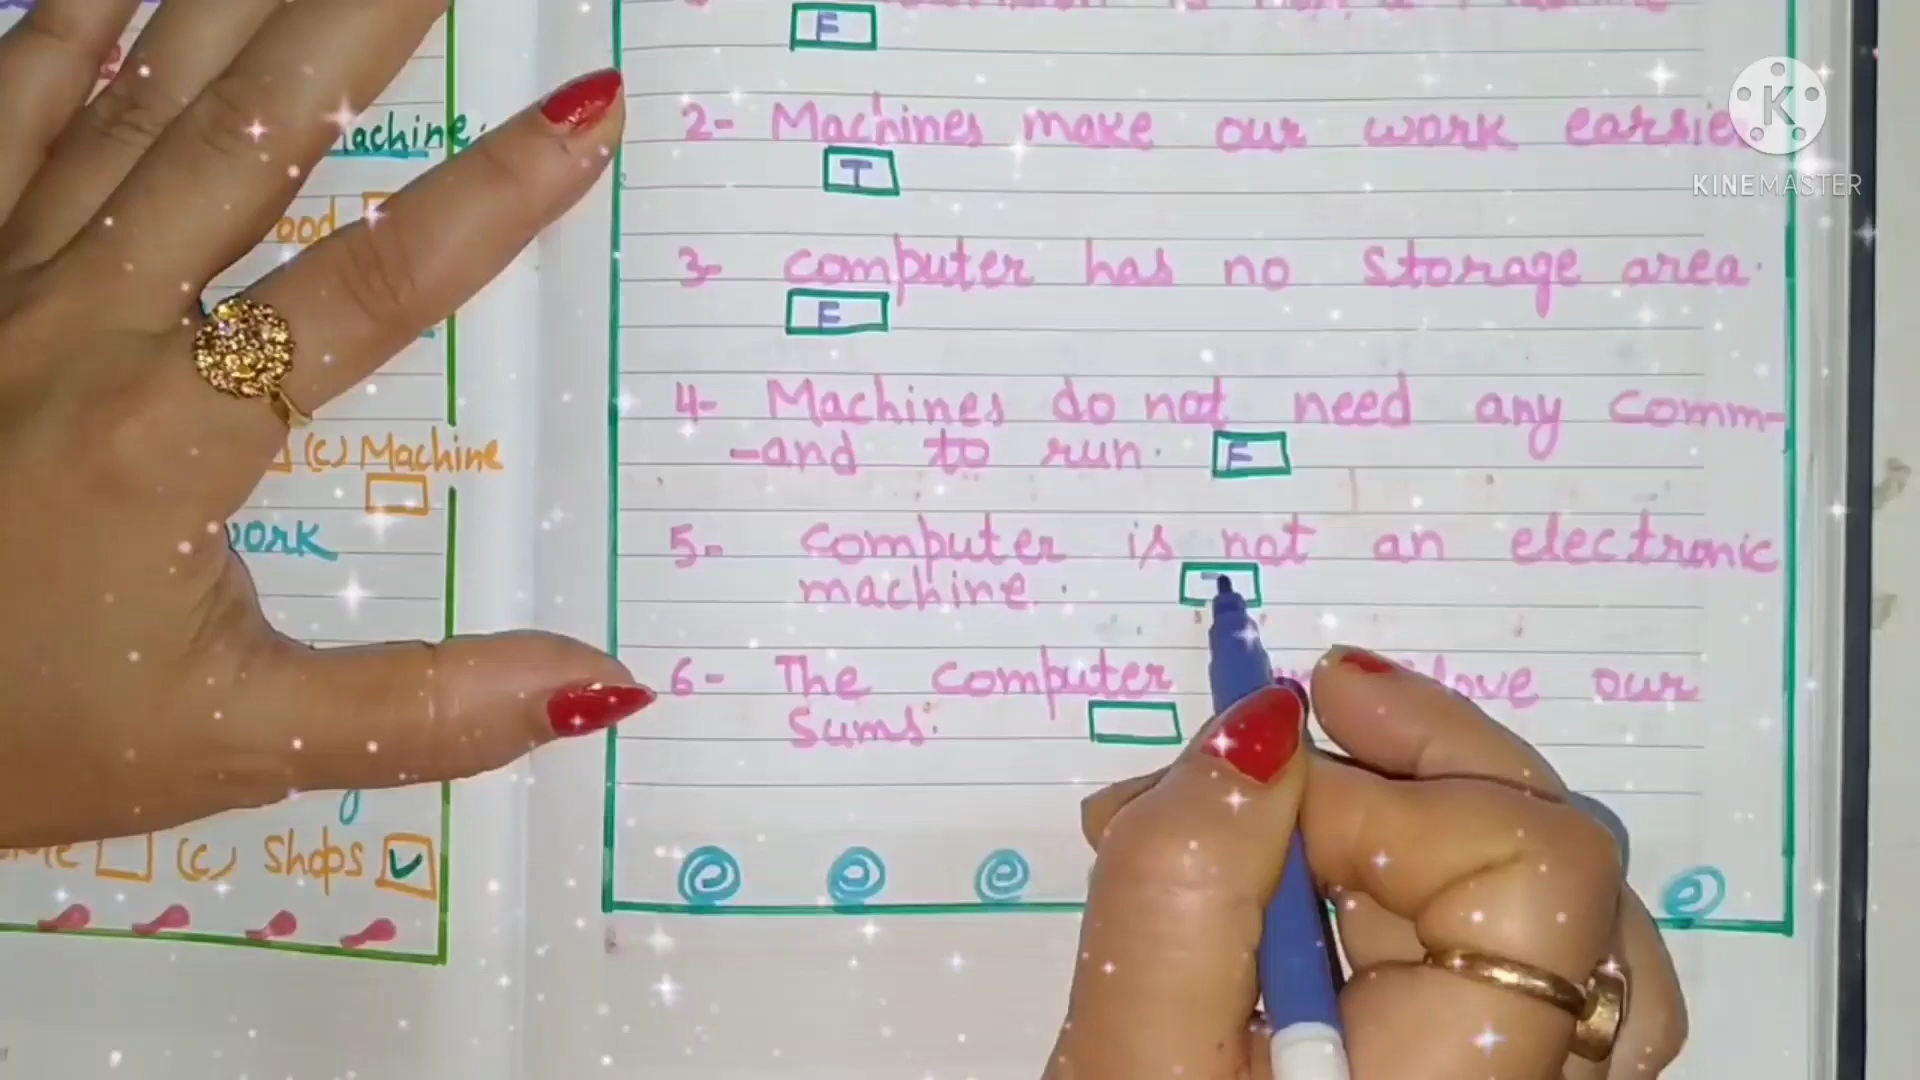 achine.
ood
(c) Machine
work
(c) Shops
F
2- Machines make our work earsie
T
3- computer has no storage area.
F
4- Machines do not need any comm-
-and to run. F
5- computer is not an electronic
machine.
6- The computer our
sums.
K
KINEMASTER